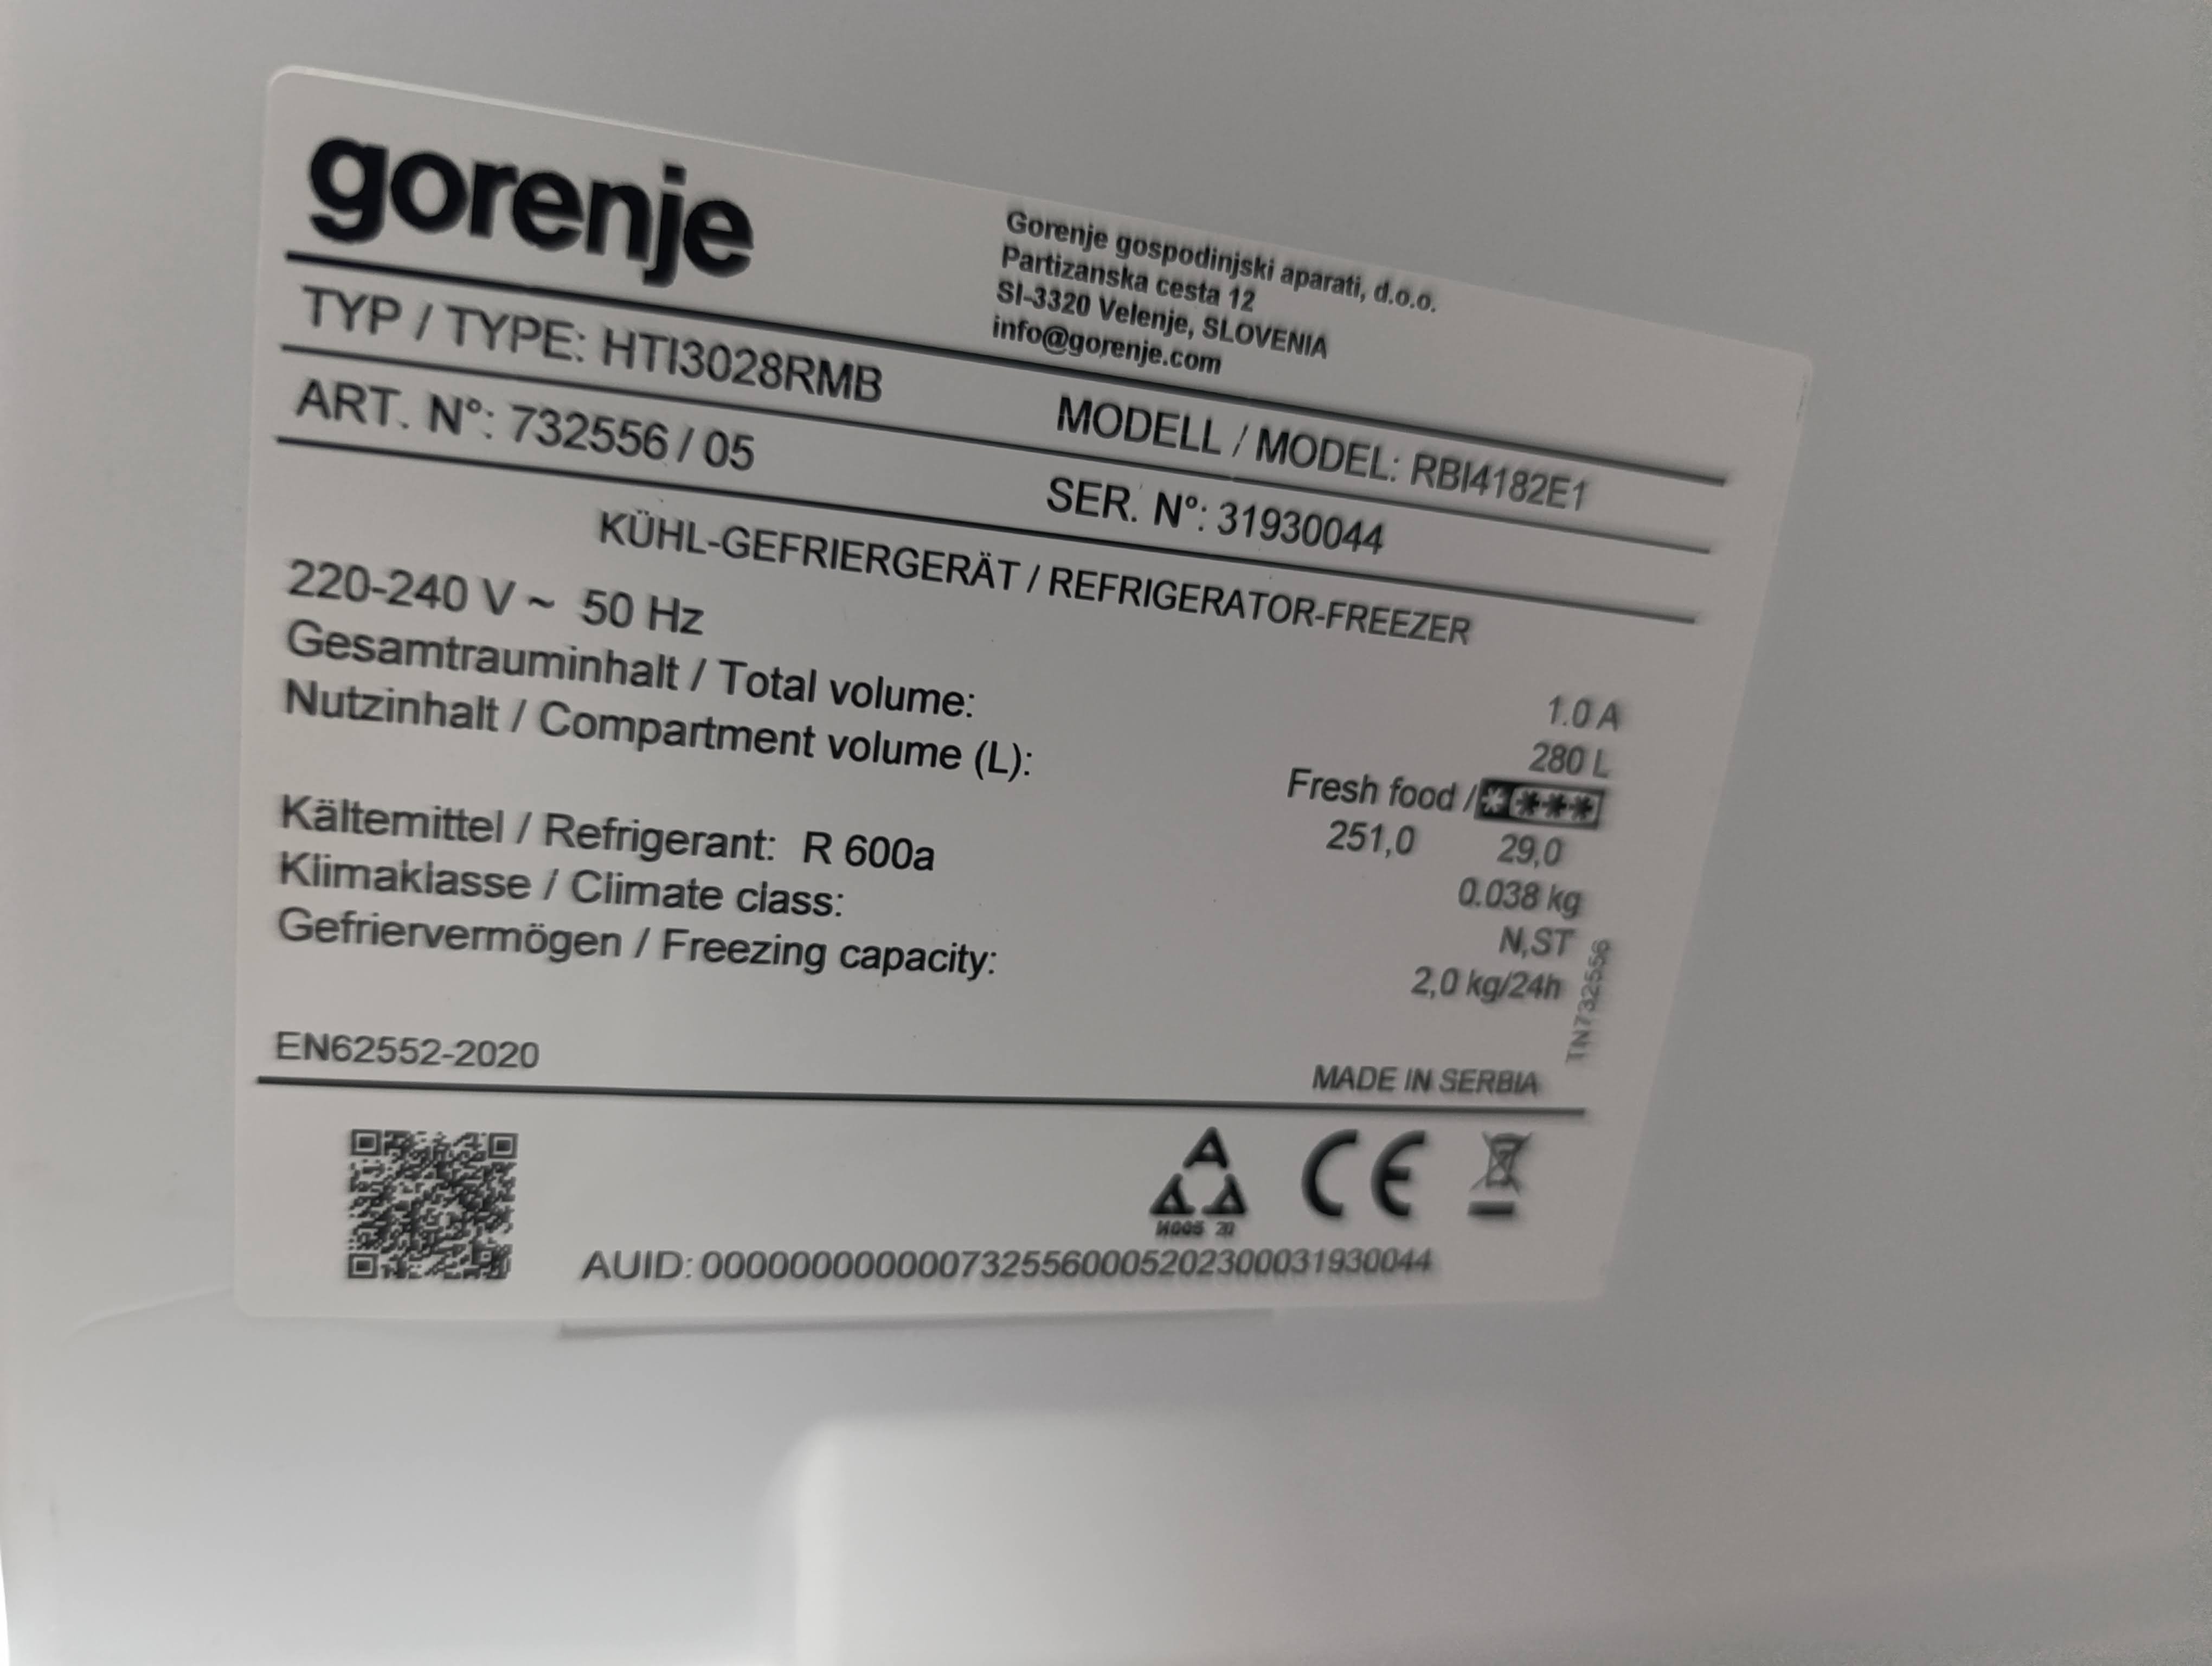 gorenje
Gorenje gospodinjski aparati, d.o.o.
Partizanska cesta 12
SI-3320 Velenje, SLOVENIA
info@gorenje.com
TYP / TYPE: HTI3028RMB MODELL / MODEL: RBI4182E1
ART. Nº: 732556 / 05 SER. Nº: 31930044
KÜHL-GEFRIERGERÄT / REFRIGERATOR-FREEZER
220-240 V ~ 50 Hz 1.0 A
Gesamtrauminhalt / Total volume: 280 L
Nutzinhalt / Compartment volume (L): Fresh food / ****
251,0 29,0
Kältemittel / Refrigerant: R 600a 0.038 kg
Klimaklasse / Climate class: N,ST
Gefriervermögen / Freezing capacity: 2,0 kg/24h
TN732556
EN62552-2020 MADE IN SERBIA
CE
AUID: 0000000000007325560005202300031930044